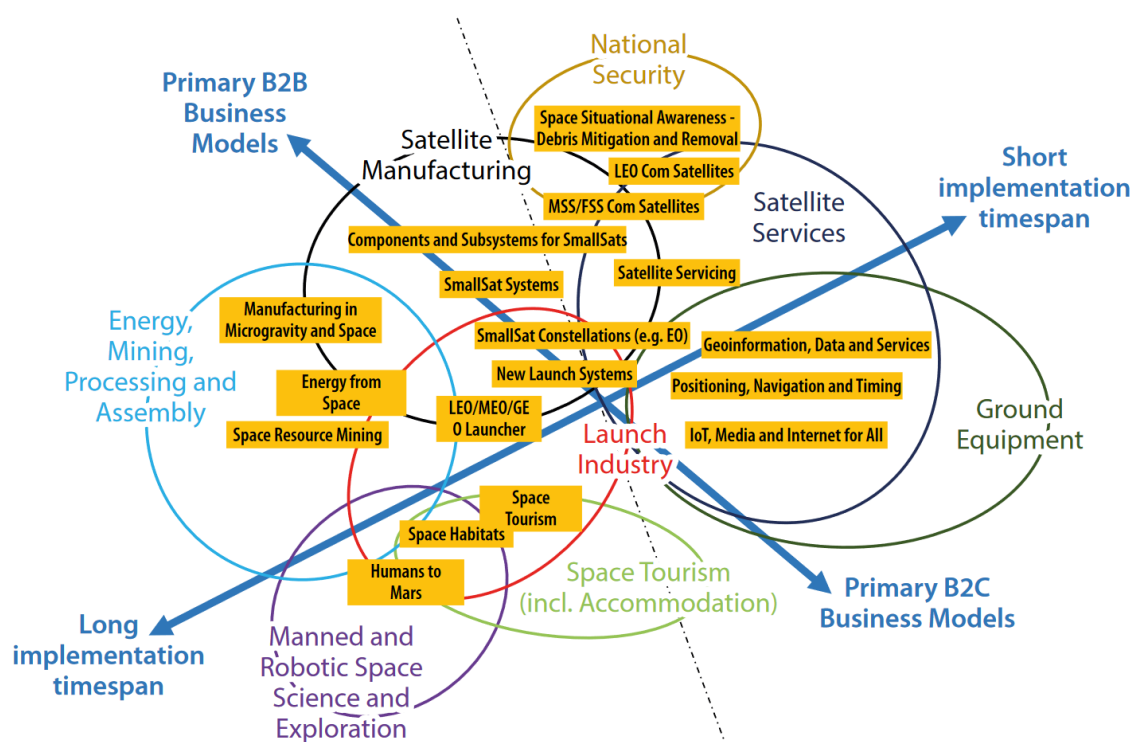 National
Security
Primary B2B
Business
Models
Space Situational Awareness -
Debris Mitigation and Removal
Satellite
Manufacturing
LEO Com Satellites
Short
implementation
timespan
MSS/FSS Com Satellites
Satellite
Services
Components and Subsystems for SmallSats
Satellite Servicing
SmallSat Systems
Manufacturing in
Microgravity and Space
Energy,
Mining,
Processing and
Assembly
SmallSat Constellations (e.g. EO)
Geoinformation, Data and Services
New Launch Systems
Energy from
Space
Positioning, Navigation and Timing
LEO/MEO/GE
O Launcher
Space Resource Mining
Launch
Industry
IoT, Media and Internet for All
Ground
Equipment
Space
Tourism
Space Habitats
Humans to
Mars
Space Tourism
(incl. Accommodation)
Primary B2C
Business Models
Long
implementation
timespan
Manned and
Robotic Space
Science and
Exploration